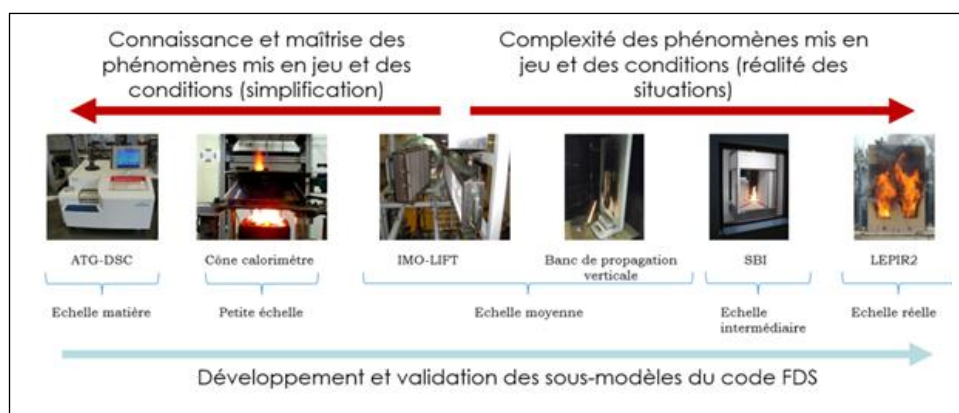 Connaissance et maîtrise des
phénomènes mis en jeu et des
conditions (simplification)
Complexité des phénomènes mis en
jeu et des conditions (réalité des
situations)
ATG-DSC
Cône calorimètre
IMO-LIFT
Banc de propagation
verticale
SBI
LEPIR2
Echelle matière
Petite échelle
Echelle moyenne
Echelle
intermédiaire
Echelle réelle
Développement et validation des sous-modèles du code FDS